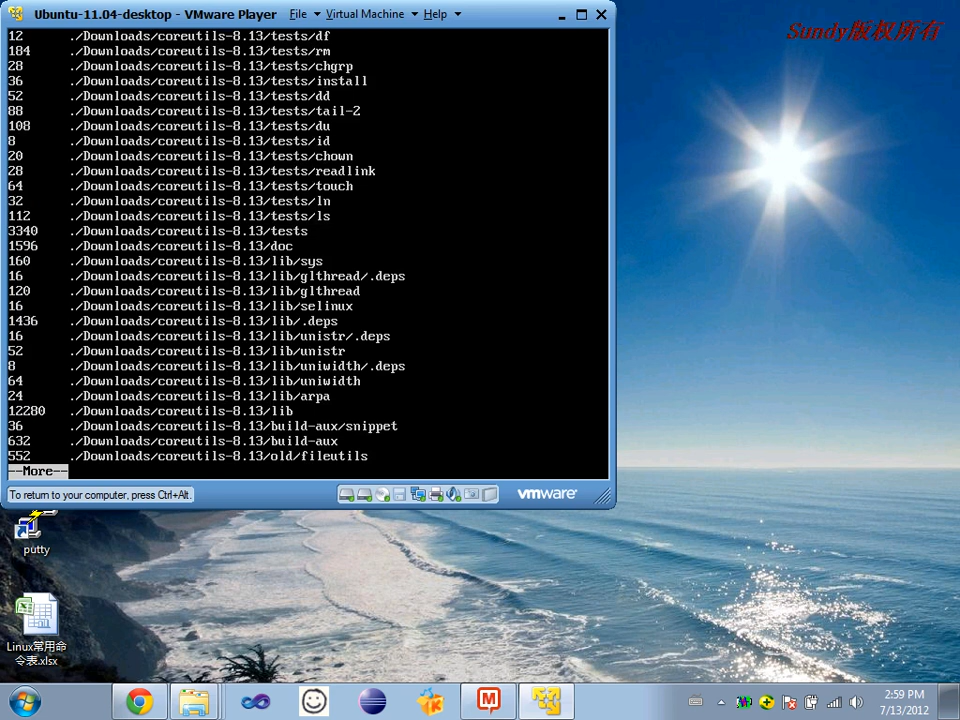 Ubuntu-11.04-desktop - VMware Player File Virtual Machine Help
Sundy版权所有
12 ./Downloads/coreutils-8.13/tests/df
184 ./Downloads/coreutils-8.13/tests/rm
28 ./Downloads/coreutils-8.13/tests/chgrp
36 ./Downloads/coreutils-8.13/tests/install
52 ./Downloads/coreutils-8.13/tests/dd
88 ./Downloads/coreutils-8.13/tests/tail-2
108 ./Downloads/coreutils-8.13/tests/du
8 ./Downloads/coreutils-8.13/tests/id
20 ./Downloads/coreutils-8.13/tests/chown
28 ./Downloads/coreutils-8.13/tests/readlink
64 ./Downloads/coreutils-8.13/tests/touch
32 ./Downloads/coreutils-8.13/tests/ln
112 ./Downloads/coreutils-8.13/tests/ls
3340 ./Downloads/coreutils-8.13/tests
1596 ./Downloads/coreutils-8.13/doc
160 ./Downloads/coreutils-8.13/lib/sys
16 ./Downloads/coreutils-8.13/lib/glthread/.deps
120 ./Downloads/coreutils-8.13/lib/glthread
16 ./Downloads/coreutils-8.13/lib/selinux
1436 ./Downloads/coreutils-8.13/lib/.deps
16 ./Downloads/coreutils-8.13/lib/unistr/.deps
52 ./Downloads/coreutils-8.13/lib/unistr
8 ./Downloads/coreutils-8.13/lib/uniwidth/.deps
64 ./Downloads/coreutils-8.13/lib/uniwidth
24 ./Downloads/coreutils-8.13/lib/arpa
12280 ./Downloads/coreutils-8.13/lib
36 ./Downloads/coreutils-8.13/build-aux/snippet
632 ./Downloads/coreutils-8.13/build-aux
552 ./Downloads/coreutils-8.13/old/fileutils
--More--
To return to your computer, press Ctrl+Alt.
vmware
putty
Linux常用命
令表.xlsx
2:59 PM
7/13/2012